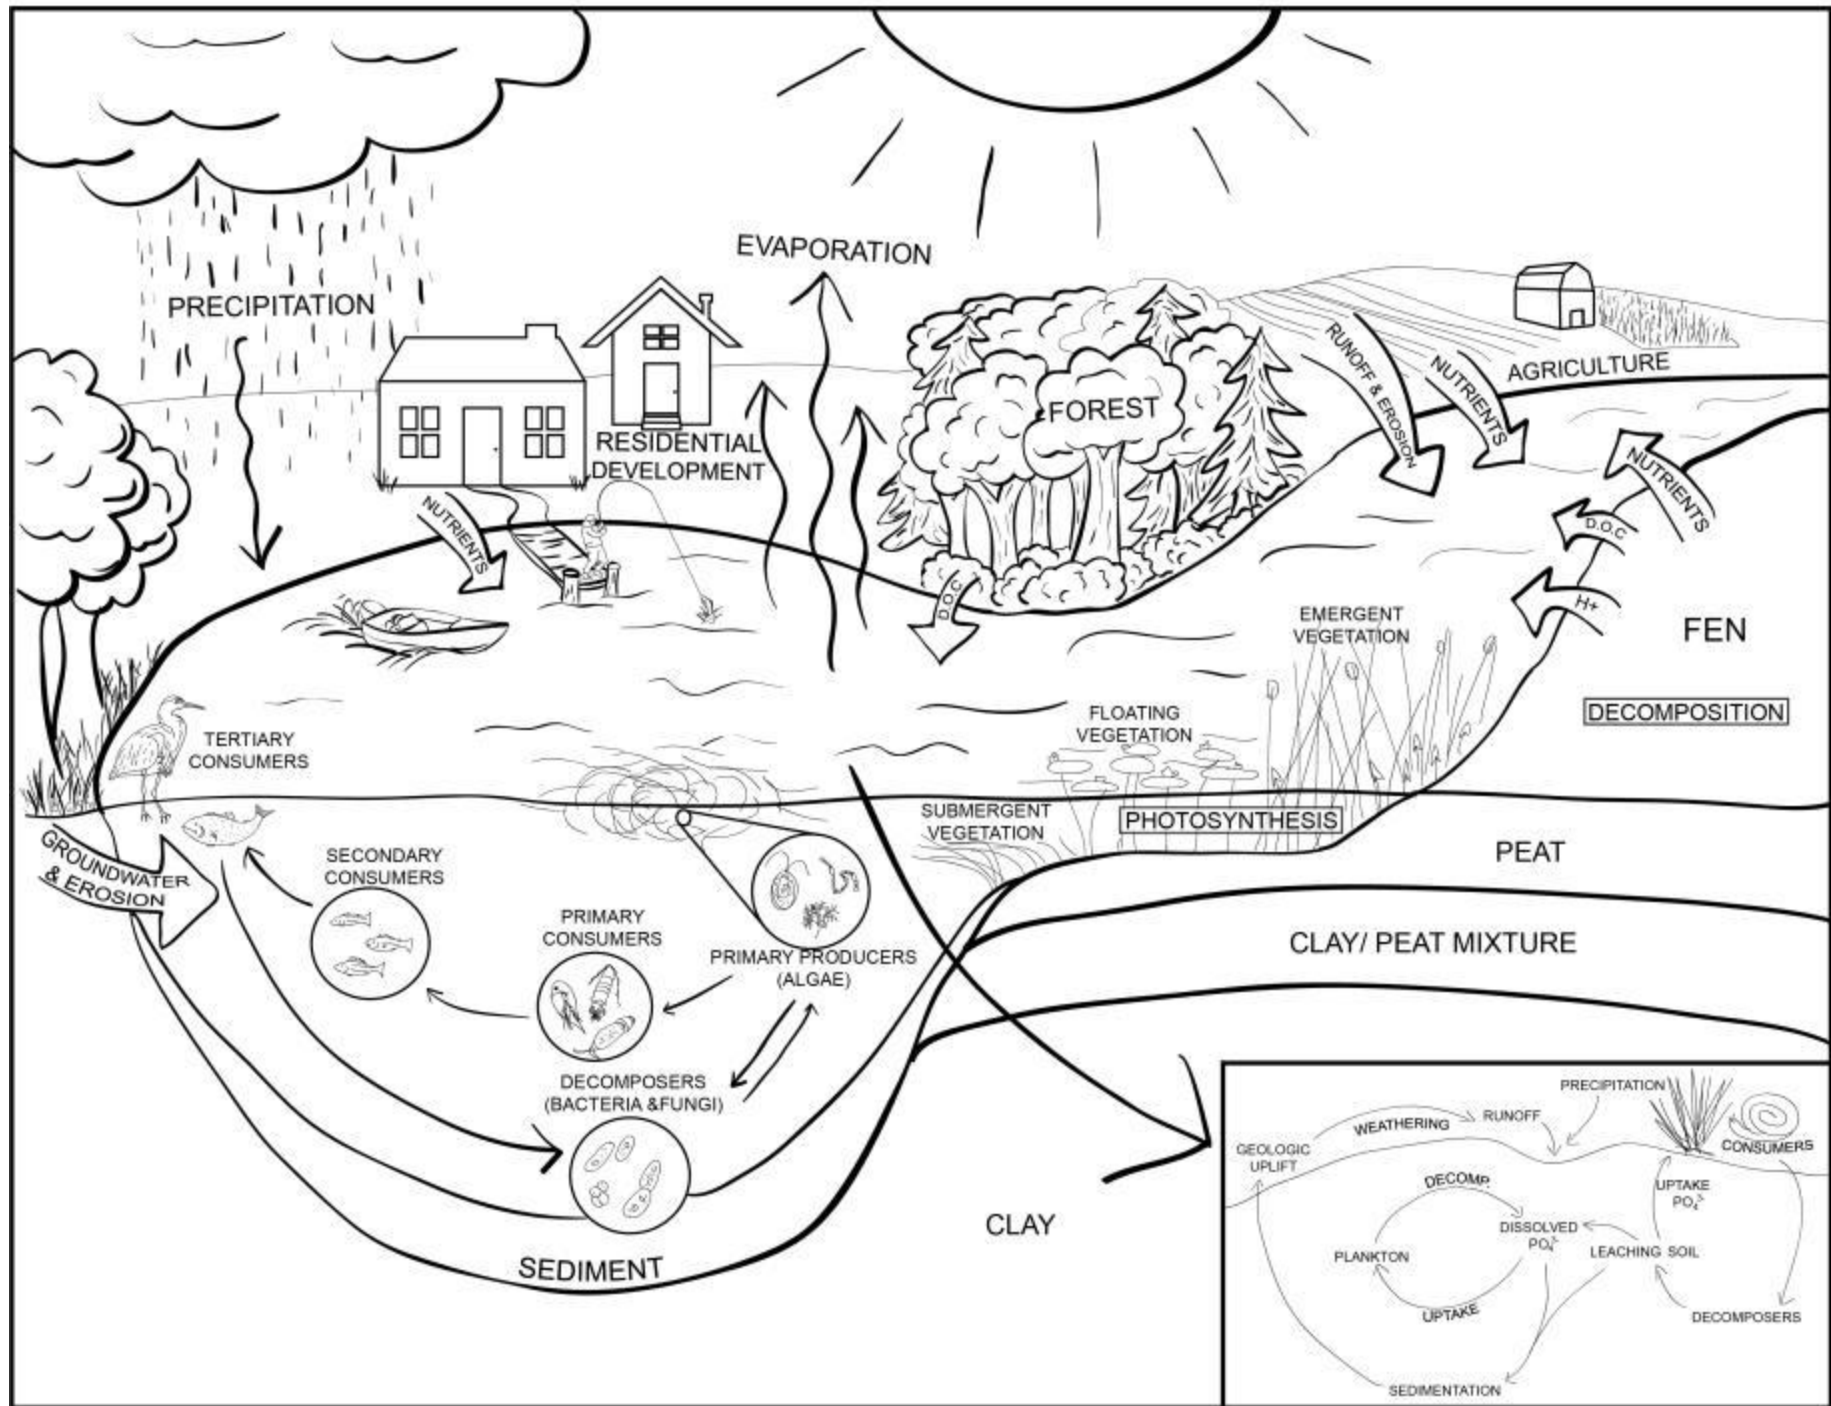 EVAPORATION
PRECIPITATION
RUNOFF & EROSION
NUTRIENTS
AGRICULTURE
FOREST
RESIDENTIAL
DEVELOPMENT
NUTRIENTS
NUTRIENTS
D.O.C
D.O.C
H+
EMERGENT
VEGETATION
FEN
DECOMPOSITION
FLOATING
VEGETATION
TERTIARY
CONSUMERS
SUBMERGENT
VEGETATION
PHOTOSYNTHESIS
GROUNDWATER
& EROSION
SECONDARY
CONSUMERS
PEAT
PRIMARY
CONSUMERS
PRIMARY PRODUCERS
(ALGAE)
CLAY/ PEAT MIXTURE
DECOMPOSERS
(BACTERIA &FUNGI)
CLAY
SEDIMENT
PRECIPITATION
RUNOFF
WEATHERING
GEOLOGIC
UPLIFT
CONSUMERS
DECOMP.
UPTAKE
PO₄³⁻
DISSOLVED
PO₄³⁻
LEACHING SOIL
PLANKTON
UPTAKE
DECOMPOSERS
SEDIMENTATION